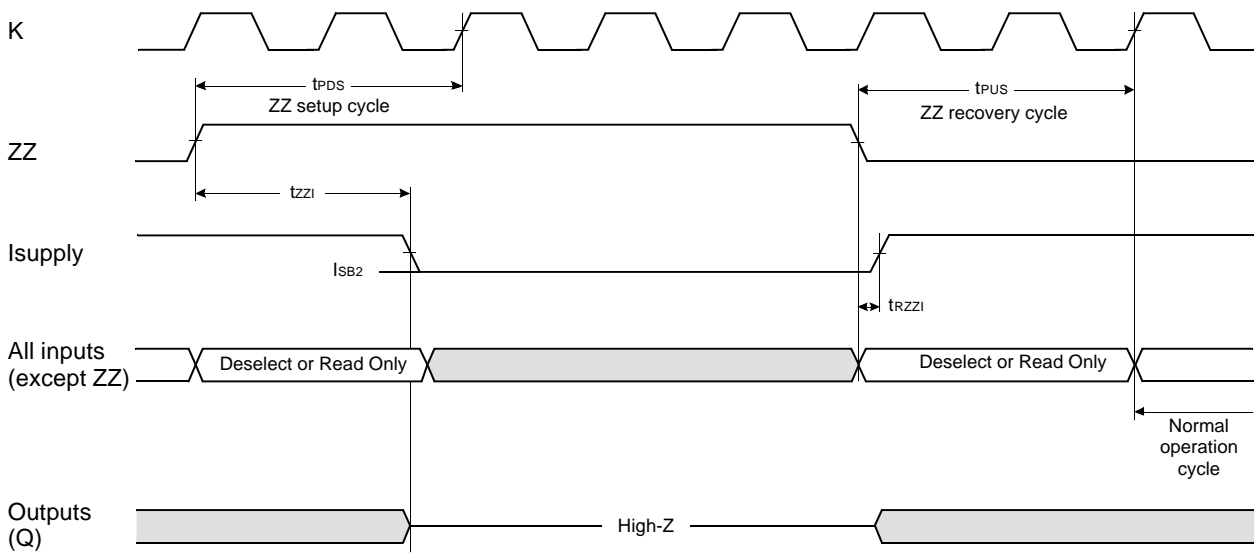 K
tPDS
ZZ setup cycle
tPUS
ZZ recovery cycle
ZZ
tZZI
Isupply
ISB2
tRZZI
All inputs
(except ZZ)
Deselect or Read Only
Deselect or Read Only
Normal
operation
cycle
Outputs
(Q)
High-Z